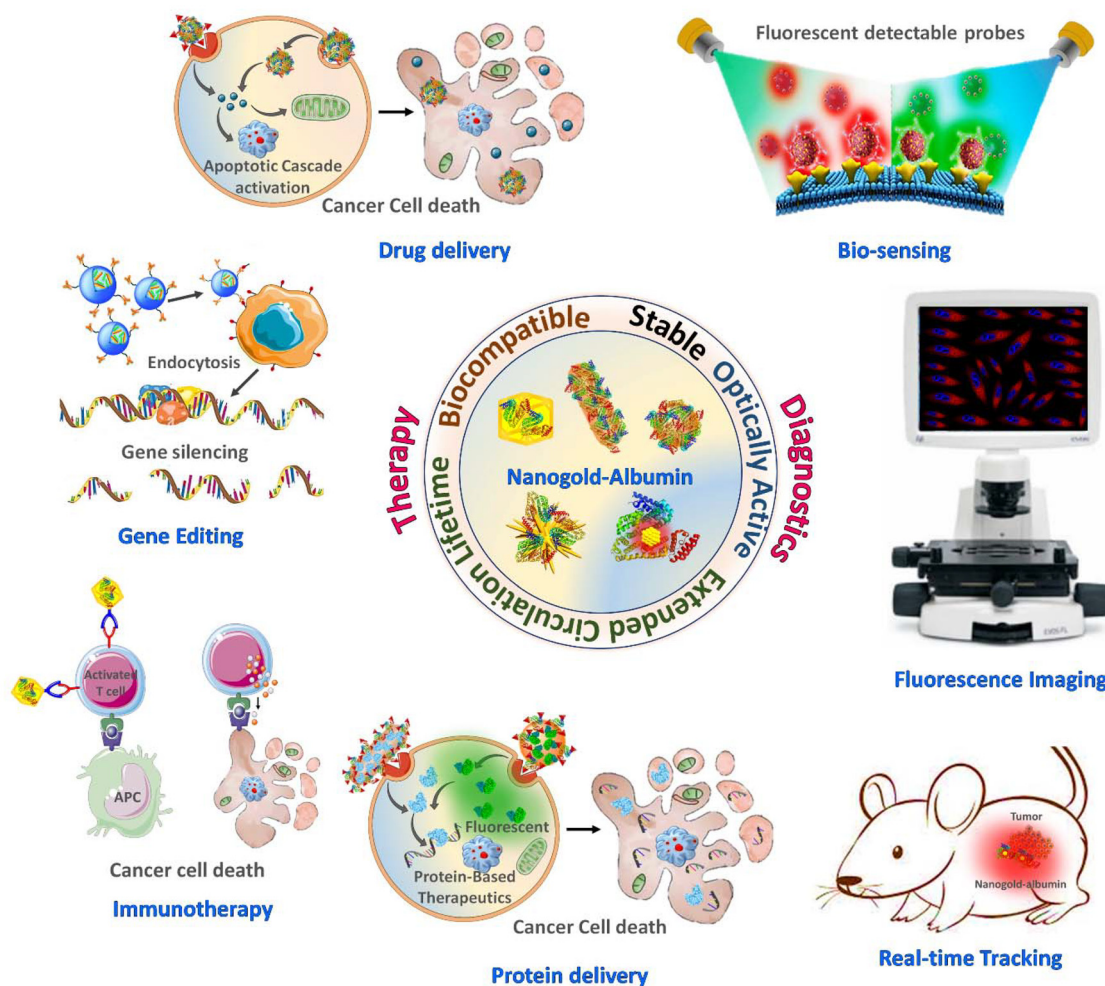 Fluorescent detectable probes
Apoptotic Cascade
activation
Cancer Cell death
Drug delivery
Bio-sensing
Endocytosis
Gene silencing
Gene Editing
Biocompatible
Stable
Optically Active
Extended Circulation Lifetime
Therapy
Diagnostics
Nanogold-Albumin
Fluorescence Imaging
Activated
T cell
APC
Cancer cell death
Immunotherapy
Fluorescent
Protein-Based
Therapeutics
Cancer Cell death
Protein delivery
Tumor
Nanogold-albumin
Real-time Tracking